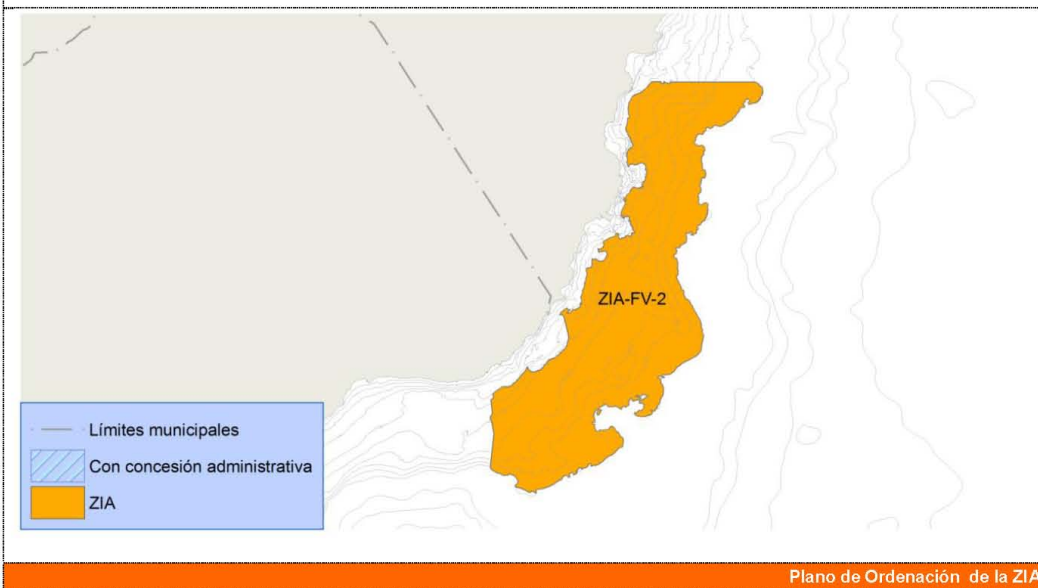 ZIA-FV-2
Límites municipales
Con concesión administrativa
ZIA
Plano de Ordenación de la ZIA